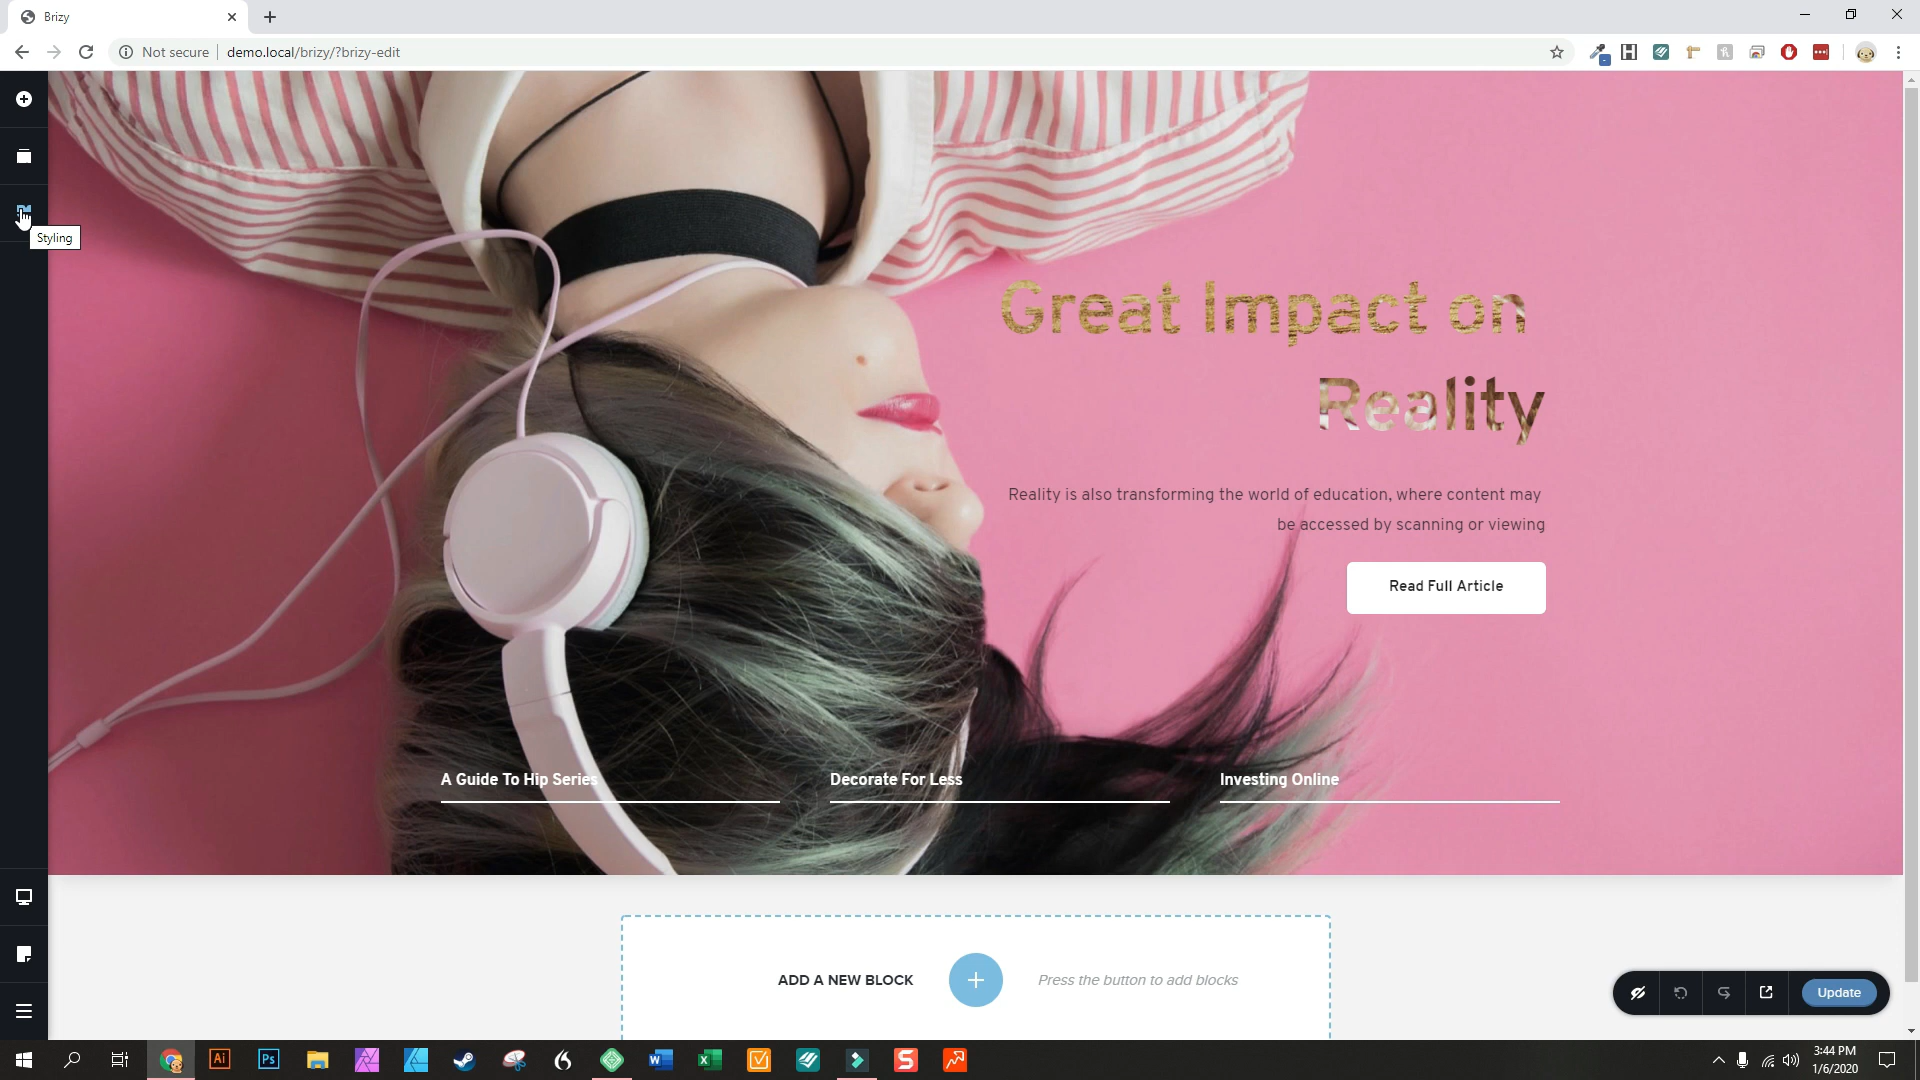 Brizy
Not secure
demo.local/brizy/?brizy-edit
Styling
Great Impact on
Reality
Reality is also transforming the world of education, where content may
be accessed by scanning or viewing
Read Full Article
A Guide To Hip Series
Decorate For Less
Investing Online
ADD A NEW BLOCK
Press the button to add blocks
Update
Ai
Ps
3:44 PM
1/6/2020